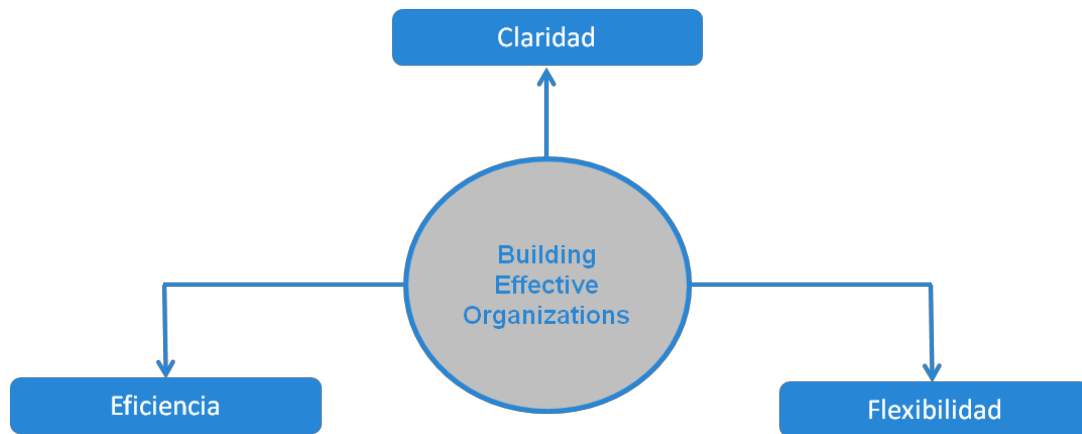 Claridad
Building
Effective
Organizations
Eficiencia
Flexibilidad